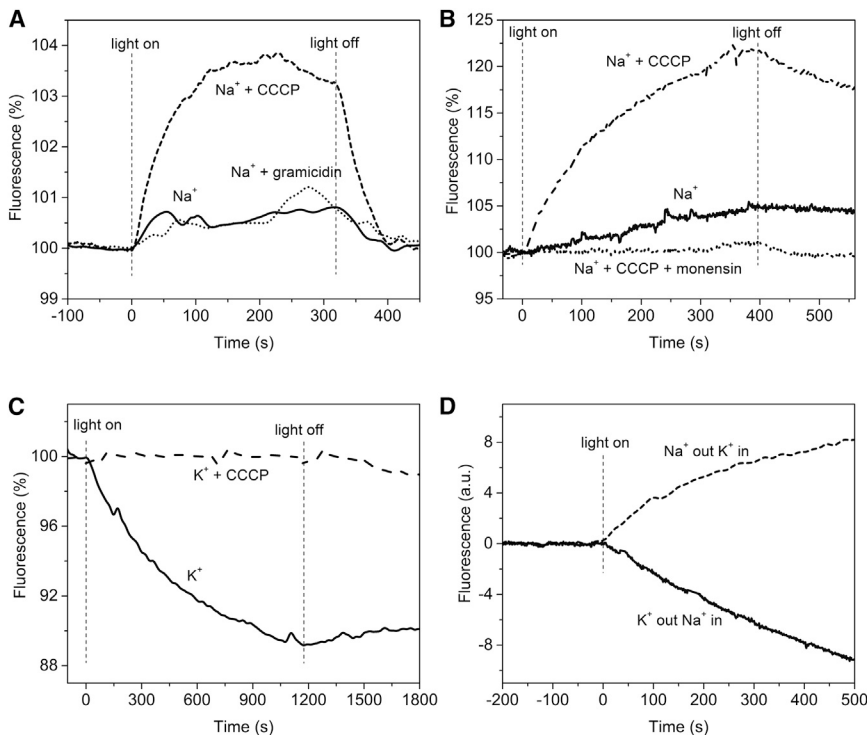 A
light on
light off
Na⁺ + CCCP
Na⁺ + gramicidin
Na⁺
Fluorescence (%)
104
103
102
101
100
99
-100 0 100 200 300 400
Time (s)
B
light on
light off
Na⁺ + CCCP
Na⁺
Na⁺ + CCCP + monensin
Fluorescence (%)
125
120
115
110
105
100
95
0 100 200 300 400 500
Time (s)
C
light on
light off
K⁺ + CCCP
K⁺
Fluorescence (%)
100
96
92
88
0 300 600 900 1200 1500 1800
Time (s)
D
light on
Na⁺ out K⁺ in
K⁺ out Na⁺ in
Fluorescence (a.u.)
8
4
0
-4
-8
-200 -100 0 100 200 300 400 500
Time (s)